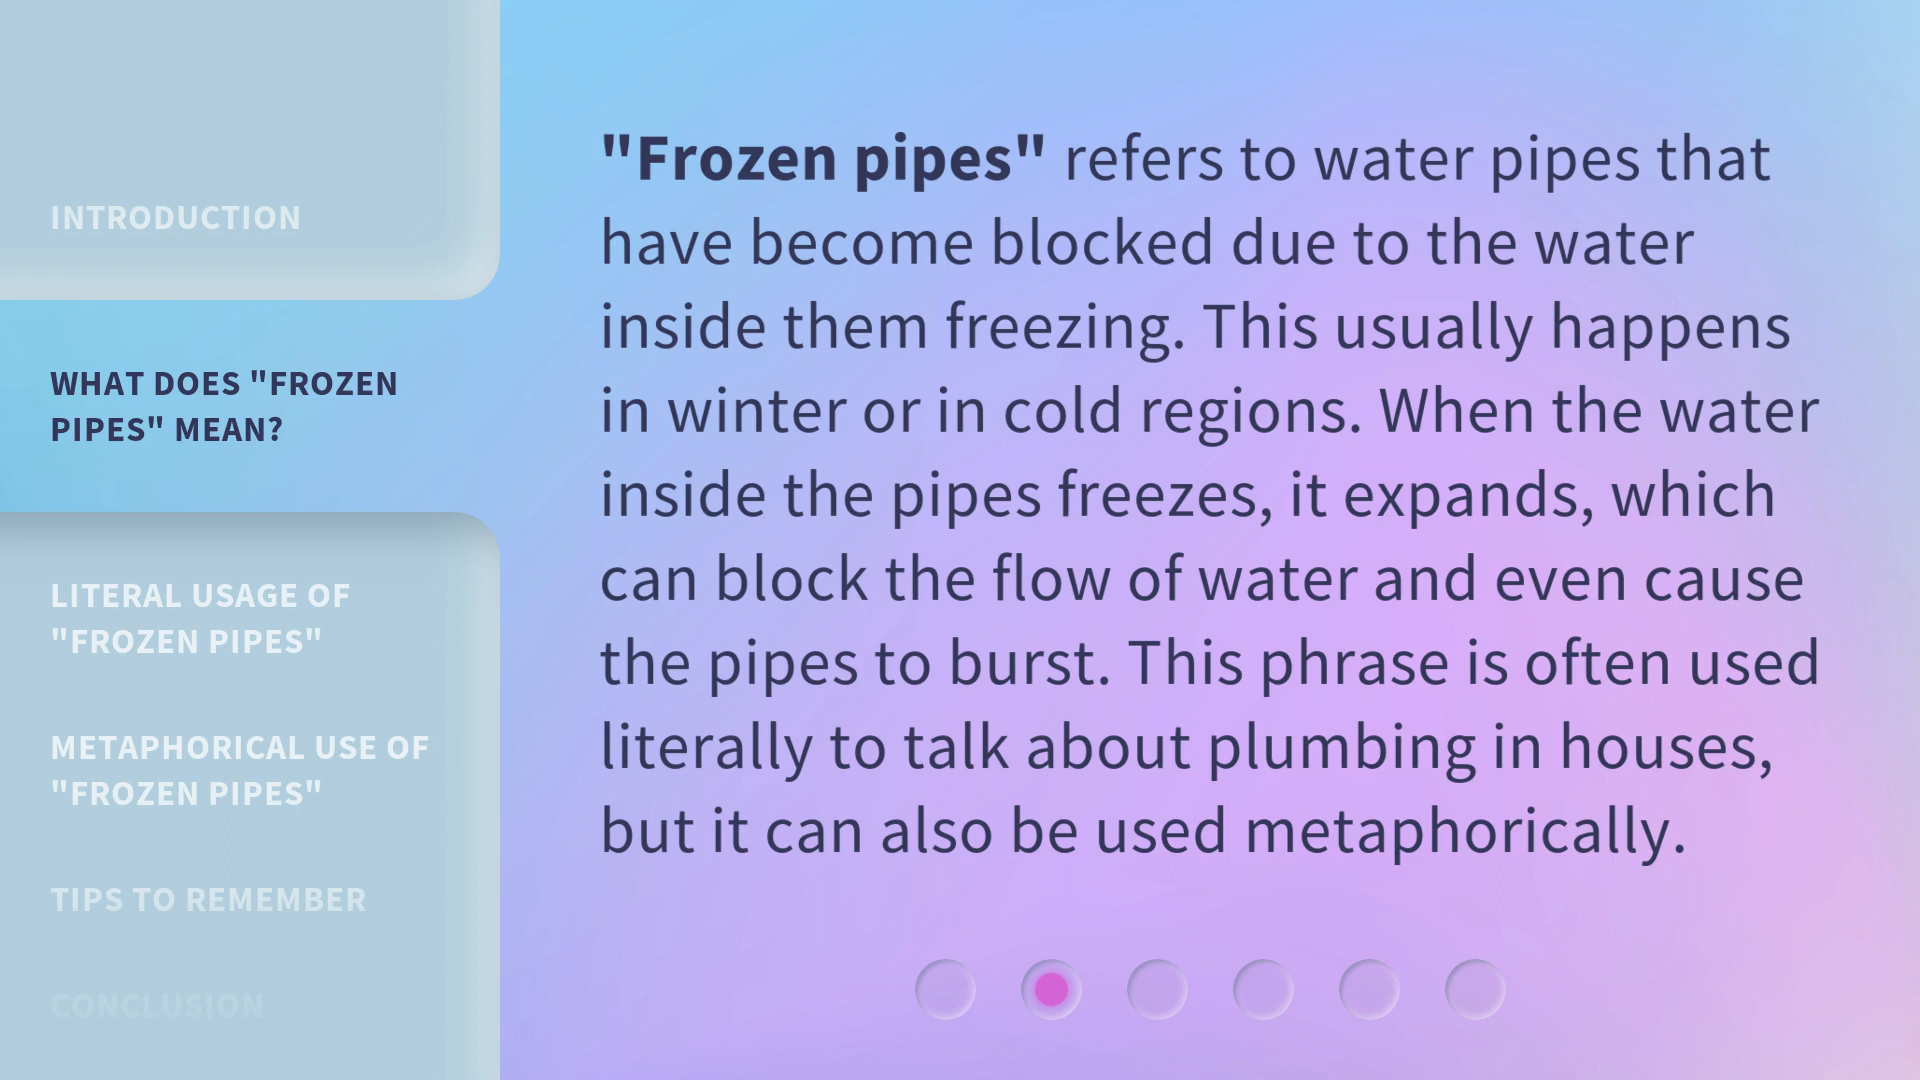 INTRODUCTION
WHAT DOES "FROZEN
PIPES" MEAN?
LITERAL USAGE OF
"FROZEN PIPES"
METAPHORICAL USE OF
"FROZEN PIPES"
TIPS TO REMEMBER
CONCLUSION
"Frozen pipes" refers to water pipes that
have become blocked due to the water
inside them freezing. This usually happens
in winter or in cold regions. When the water
inside the pipes freezes, it expands, which
can block the flow of water and even cause
the pipes to burst. This phrase is often used
literally to talk about plumbing in houses,
but it can also be used metaphorically.